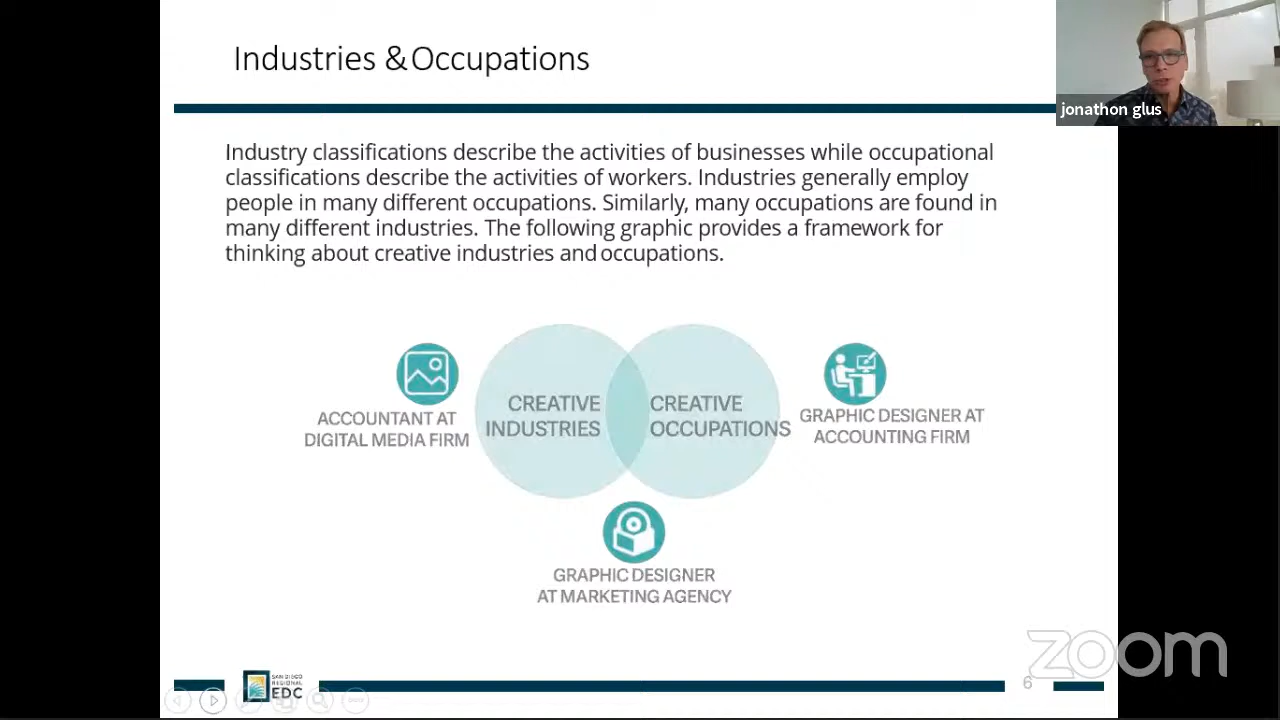 Industries & Occupations
jonathon glus
Industry classifications describe the activities of businesses while occupational
classifications describe the activities of workers. Industries generally employ
people in many different occupations. Similarly, many occupations are found in
many different industries. The following graphic provides a framework for
thinking about creative industries and occupations.
ACCOUNTANT AT
DIGITAL MEDIA FIRM
CREATIVE
INDUSTRIES
CREATIVE
OCCUPATIONS
GRAPHIC DESIGNER AT
ACCOUNTING FIRM
GRAPHIC DESIGNER
AT MARKETING AGENCY
SAN DIEGO
REGIONAL
EDC
zoom
6